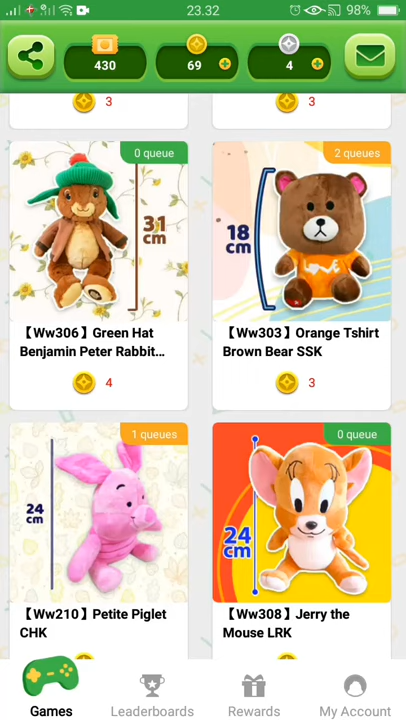 23.32
98%
430
69
4
3
3
0 queue
2 queues
31
cm
18
cm
【Ww306】Green Hat
Benjamin Peter Rabbit...
【Ww303】Orange Tshirt
Brown Bear SSK
4
3
1 queues
0 queue
24
cm
24
cm
【Ww210】Petite Piglet
CHK
【Ww308】Jerry the
Mouse LRK
Games
Leaderboards
Rewards
My Account